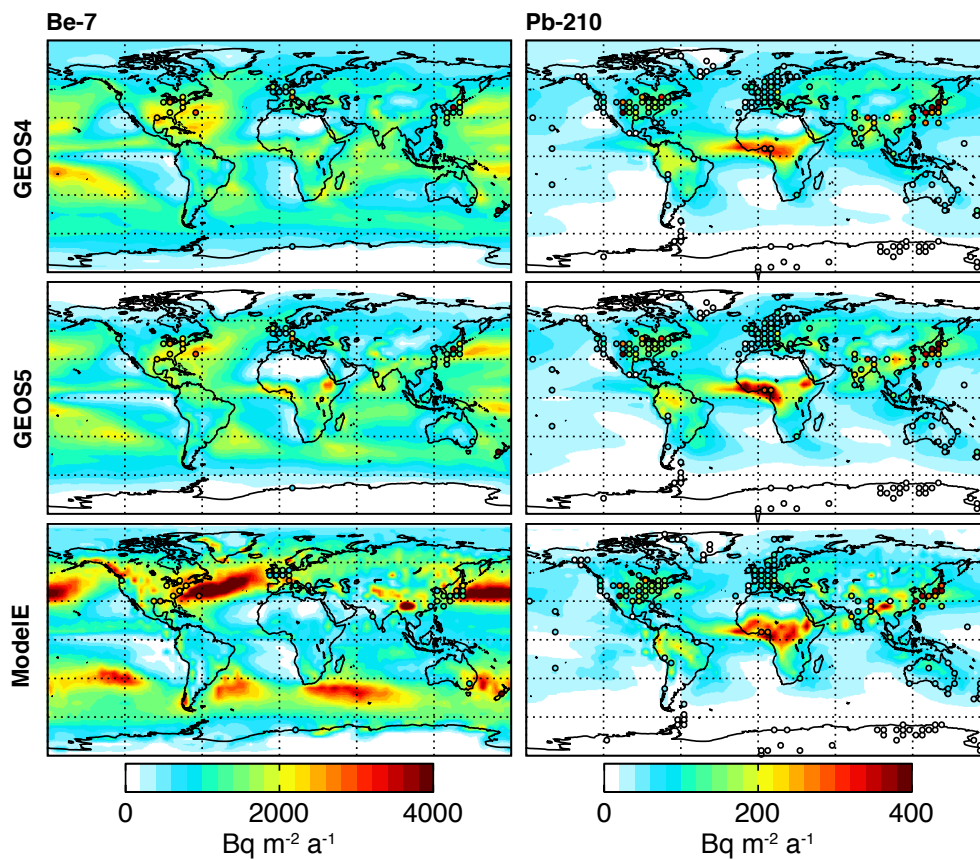 Be-7 Pb-210
GEOS4
GEOS5
ModelE
0 2000 4000 0 200 400
Bq m⁻² a⁻¹ Bq m⁻² a⁻¹